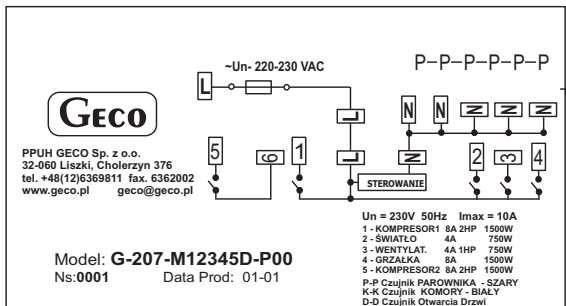 ~Un- 220-230 VAC
P-P-P-P-P-P
L
GECO
L
N
N
N
N
N
5
6
1
L
N
2
3
4
STEROWANIE
PPUH GECO Sp. z o.o.
32-060 Liszki, Cholerzyn 376
tel. +48(12)6369811 fax. 6362002
www.geco.pl geco@geco.pl
Un = 230V 50Hz Imax = 10A
1 - KOMPRESOR1 8A 2HP 1500W
2 - ŚWIATŁO 4A 750W
3 - WENTYLAT. 4A 1HP 750W
4 - GRZAŁKA 8A 1500W
5 - KOMPRESOR2 8A 2HP 1500W
P-P Czujnik PAROWNIKA - SZARY
K-K Czujnik KOMORY - BIAŁY
D-D Czujnik Otwarcia Drzwi
Model: G-207-M12345D-P00
Ns:0001 Data Prod: 01-01